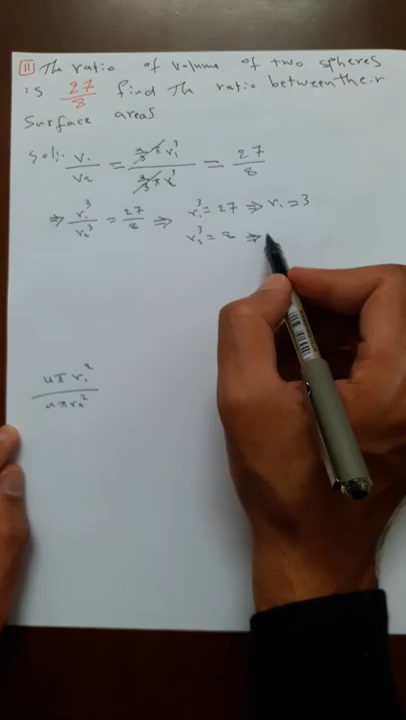 11 The ratio of volume of two spheres
is 27/8 find Th ratio between their
Surface areas
Sol: V₁/V₂ = 4/3 π r₁³ / 4/3 π r₂³ = 27/8
⇒ r₁³/r₂³ = 27/8 ⇒ r₁³ = 27 ⇒ r₁ = 3
r₂³ = 8 ⇒
4π r₁²
4π r₂²